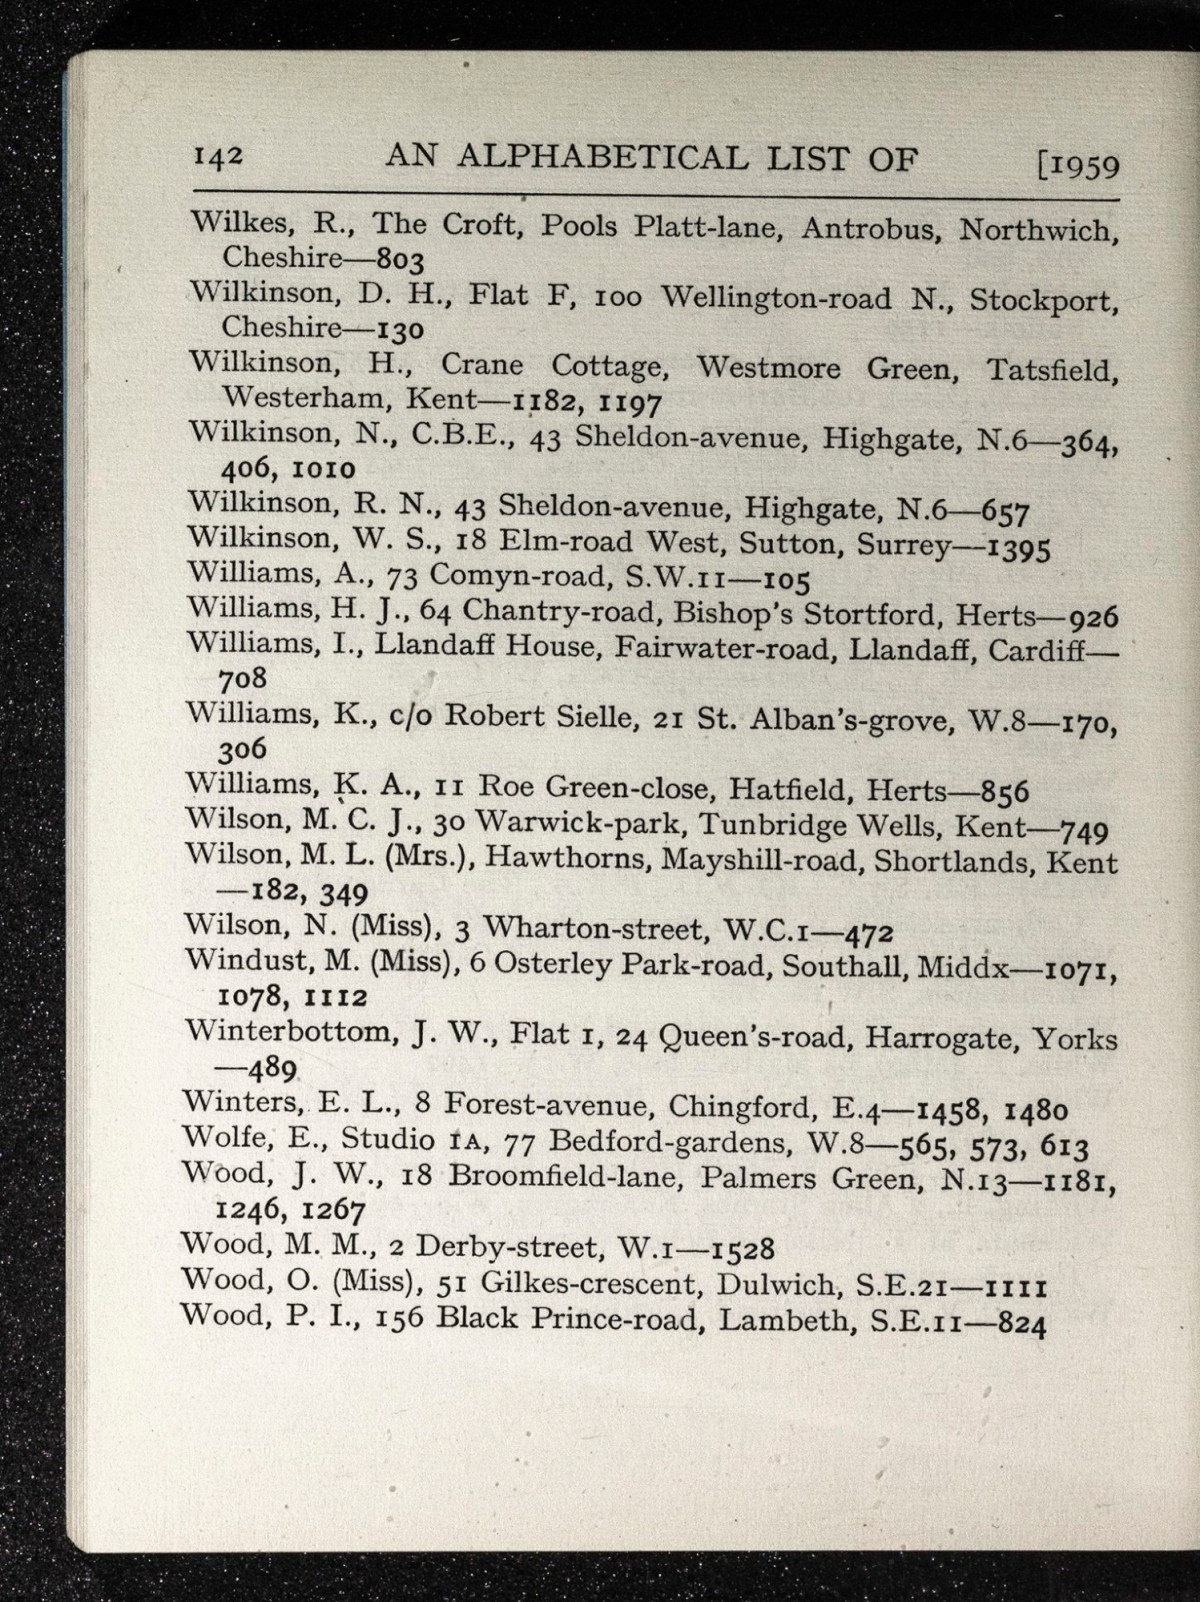 142 AN ALPHABETICAL LIST OF [1959
Wilkes, R., The Croft, Pools Platt-lane, Antrobus, Northwich,
Cheshire—803
Wilkinson, D. H., Flat F, 100 Wellington-road N., Stockport,
Cheshire—130
Wilkinson, H., Crane Cottage, Westmore Green, Tatsfield,
Westerham, Kent—1182, 1197
Wilkinson, N., C.B.E., 43 Sheldon-avenue, Highgate, N.6—364,
406, 1010
Wilkinson, R. N., 43 Sheldon-avenue, Highgate, N.6—657
Wilkinson, W. S., 18 Elm-road West, Sutton, Surrey—1395
Williams, A., 73 Comyn-road, S.W.11—105
Williams, H. J., 64 Chantry-road, Bishop's Stortford, Herts—926
Williams, I., Llandaff House, Fairwater-road, Llandaff, Cardiff—
708
Williams, K., c/o Robert Sielle, 21 St. Alban's-grove, W.8—170,
306
Williams, K. A., 11 Roe Green-close, Hatfield, Herts—856
Wilson, M. C. J., 30 Warwick-park, Tunbridge Wells, Kent—749
Wilson, M. L. (Mrs.), Hawthorns, Mayshill-road, Shortlands, Kent
—182, 349
Wilson, N. (Miss), 3 Wharton-street, W.C.1—472
Windust, M. (Miss), 6 Osterley Park-road, Southall, Middx—1071,
1078, 1112
Winterbottom, J. W., Flat 1, 24 Queen's-road, Harrogate, Yorks
—489
Winters, E. L., 8 Forest-avenue, Chingford, E.4—1458, 1480
Wolfe, E., Studio 1A, 77 Bedford-gardens, W.8—565, 573, 613
Wood, J. W., 18 Broomfield-lane, Palmers Green, N.13—1181,
1246, 1267
Wood, M. M., 2 Derby-street, W.1—1528
Wood, O. (Miss), 51 Gilkes-crescent, Dulwich, S.E.21—1111
Wood, P. I., 156 Black Prince-road, Lambeth, S.E.11—824